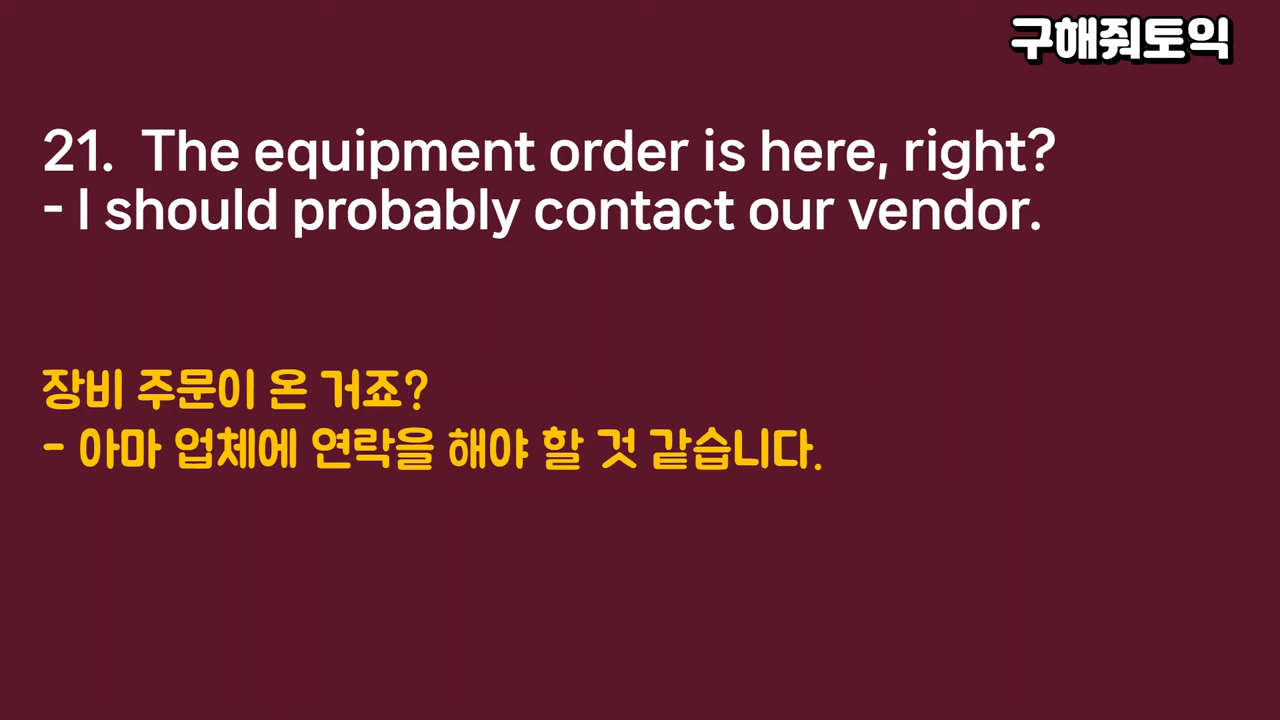 구해줘토익
21. The equipment order is here, right?
- I should probably contact our vendor.
장비 주문이 온 거죠?
- 아마 업체에 연락을 해야 할 것 같습니다.